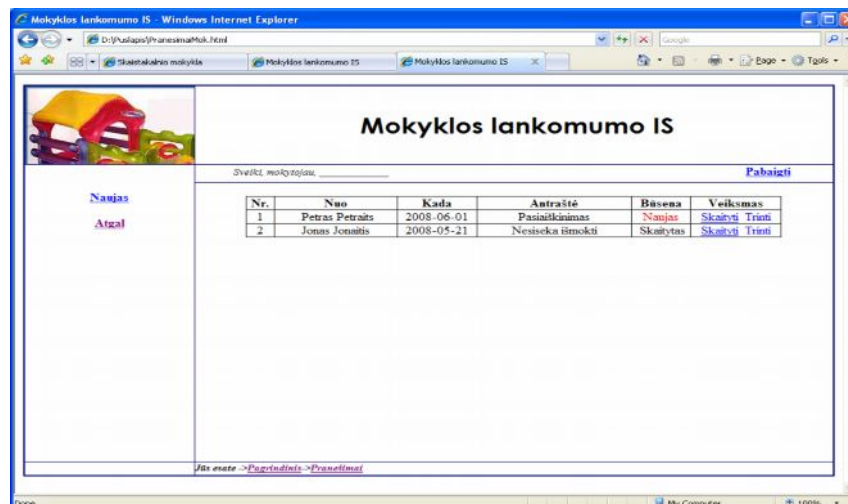 Mokyklos lankomumo IS - Windows Internet Explorer
D:\Puslapis\PranesimaiMok.html
Google
Skaistakalnio mokykla
Mokyklos lankomumo IS
Mokyklos lankomumo IS
Page
Tools
Mokyklos lankomumo IS
Sveiki, mokytojau, ____________
Pabaigti
Naujas
Atgal
Nr. Nuo Kada Antraštė Būsena Veiksmas
1 Petras Petraits 2008-06-01 Pasiaiškinimas Naujas Skaityti Trinti
2 Jonas Jonaitis 2008-05-21 Nesiseka išmokti Skaitytas Skaityti Trinti
Jūs esate ->Pagrindinis->Pranešimai
Done
My Computer
100%